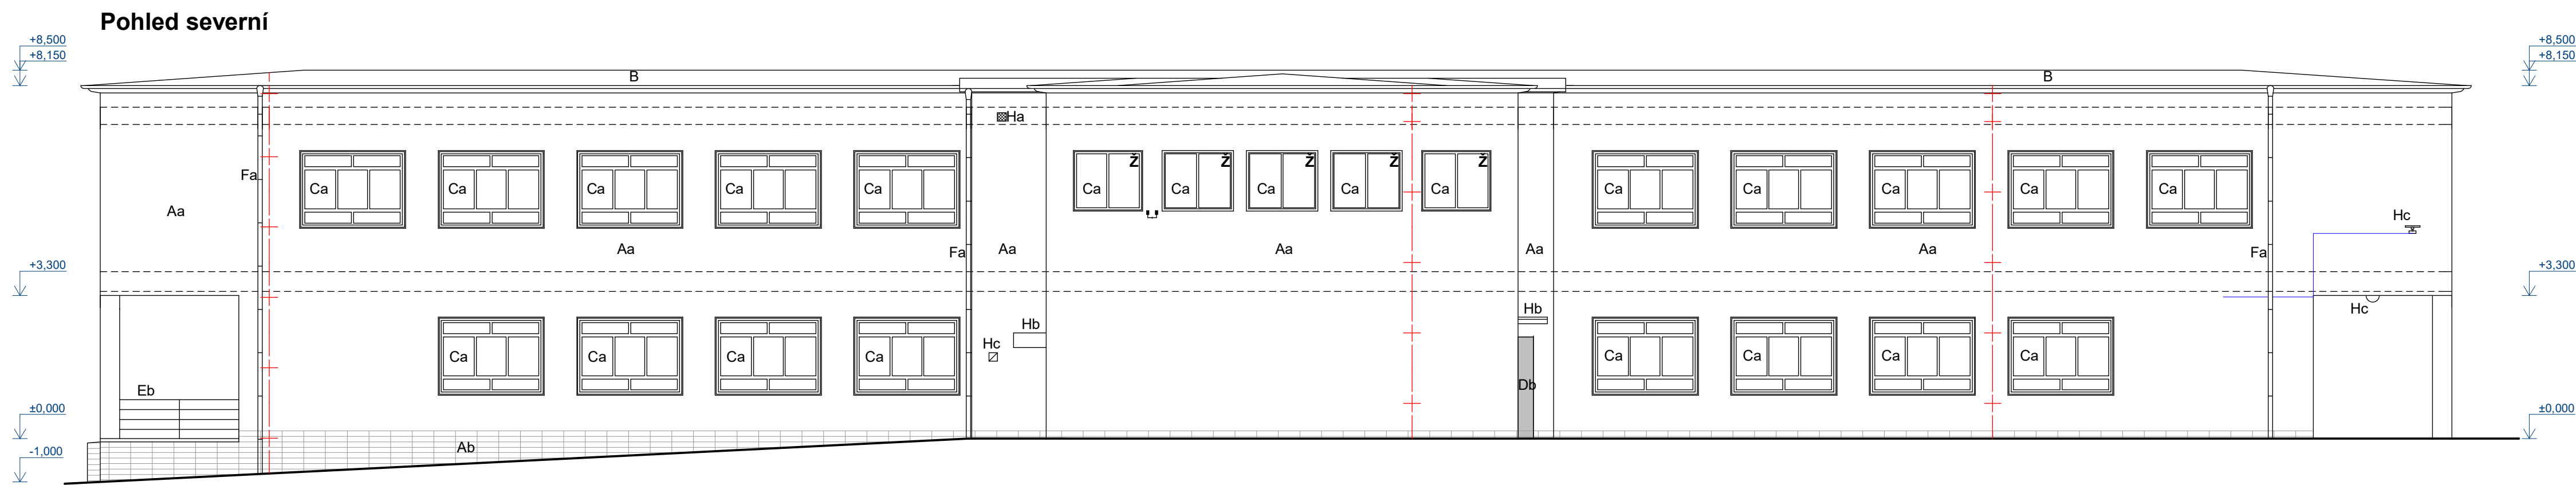 Pohled severní
+8,500
+8,150
+8,500
+8,150
B
B
Ha
Ž Ž Ž Ž Ž
Fa
Ca Ca Ca Ca Ca Ca Ca Ca Ca Ca Ca Ca Ca Ca Ca
Aa
Hc
Aa
Fa
Aa
Aa
Aa
Aa
Fa
+3,300
+3,300
Hb
Hb
Hc
Hc
Ca Ca Ca Ca Ca Ca Ca Ca
Eb
Db
±0,000
±0,000
Ab
-1,000